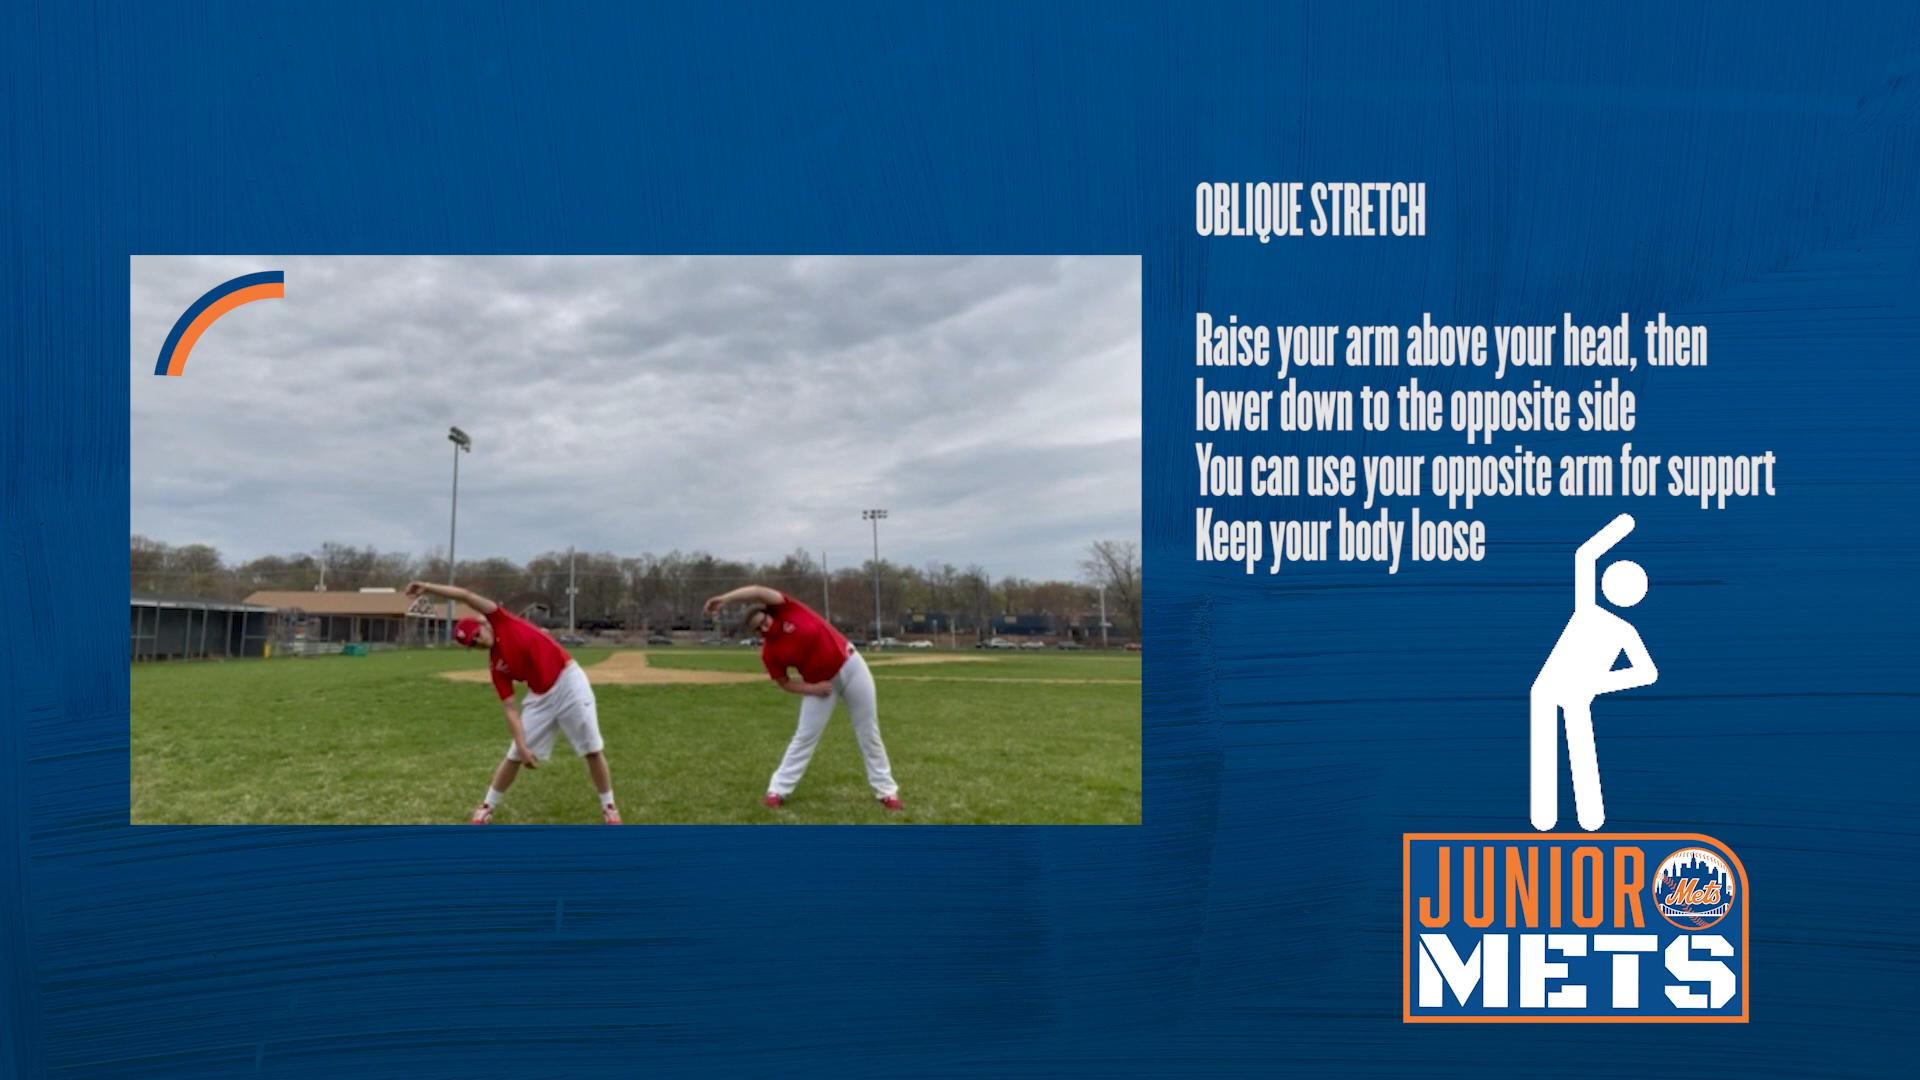 OBLIQUE STRETCH
Raise your arm above your head, then
lower down to the opposite side
You can use your opposite arm for support
Keep your body loose
JUNIOR
Mets
METS